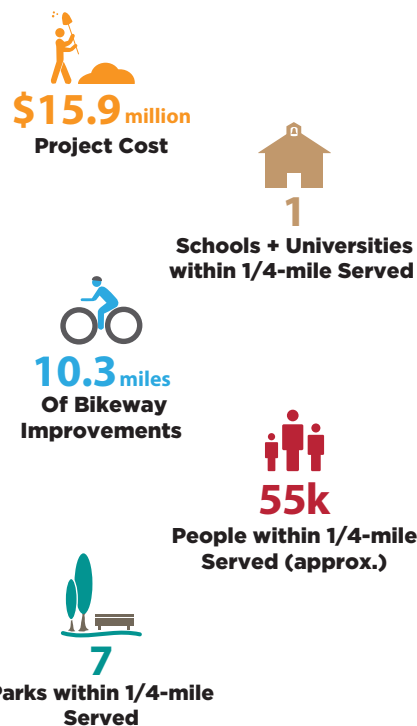 $15.9 million
Project Cost
1
Schools + Universities
within 1/4-mile Served
10.3 miles
Of Bikeway
Improvements
55k
People within 1/4-mile
Served (approx.)
7
Parks within 1/4-mile
Served